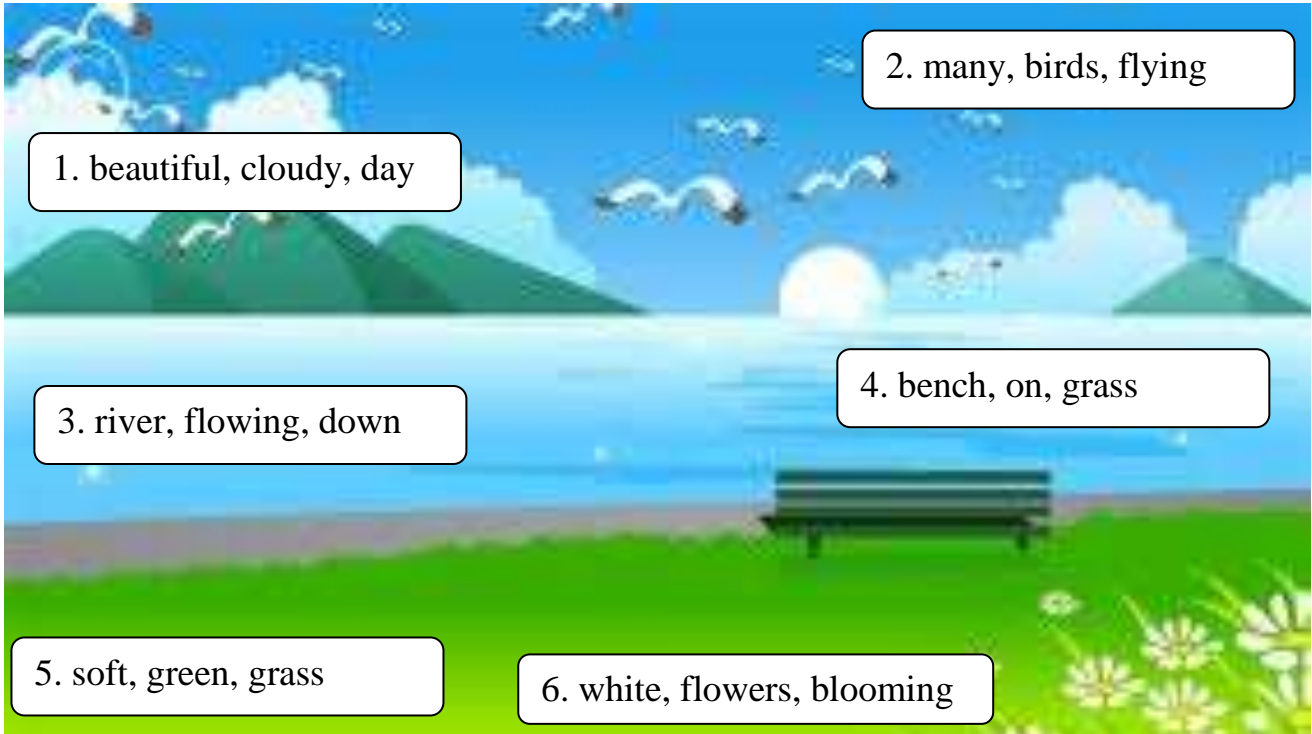 1. beautiful, cloudy, day
2. many, birds, flying
3. river, flowing, down
4. bench, on, grass
5. soft, green, grass
6. white, flowers, blooming